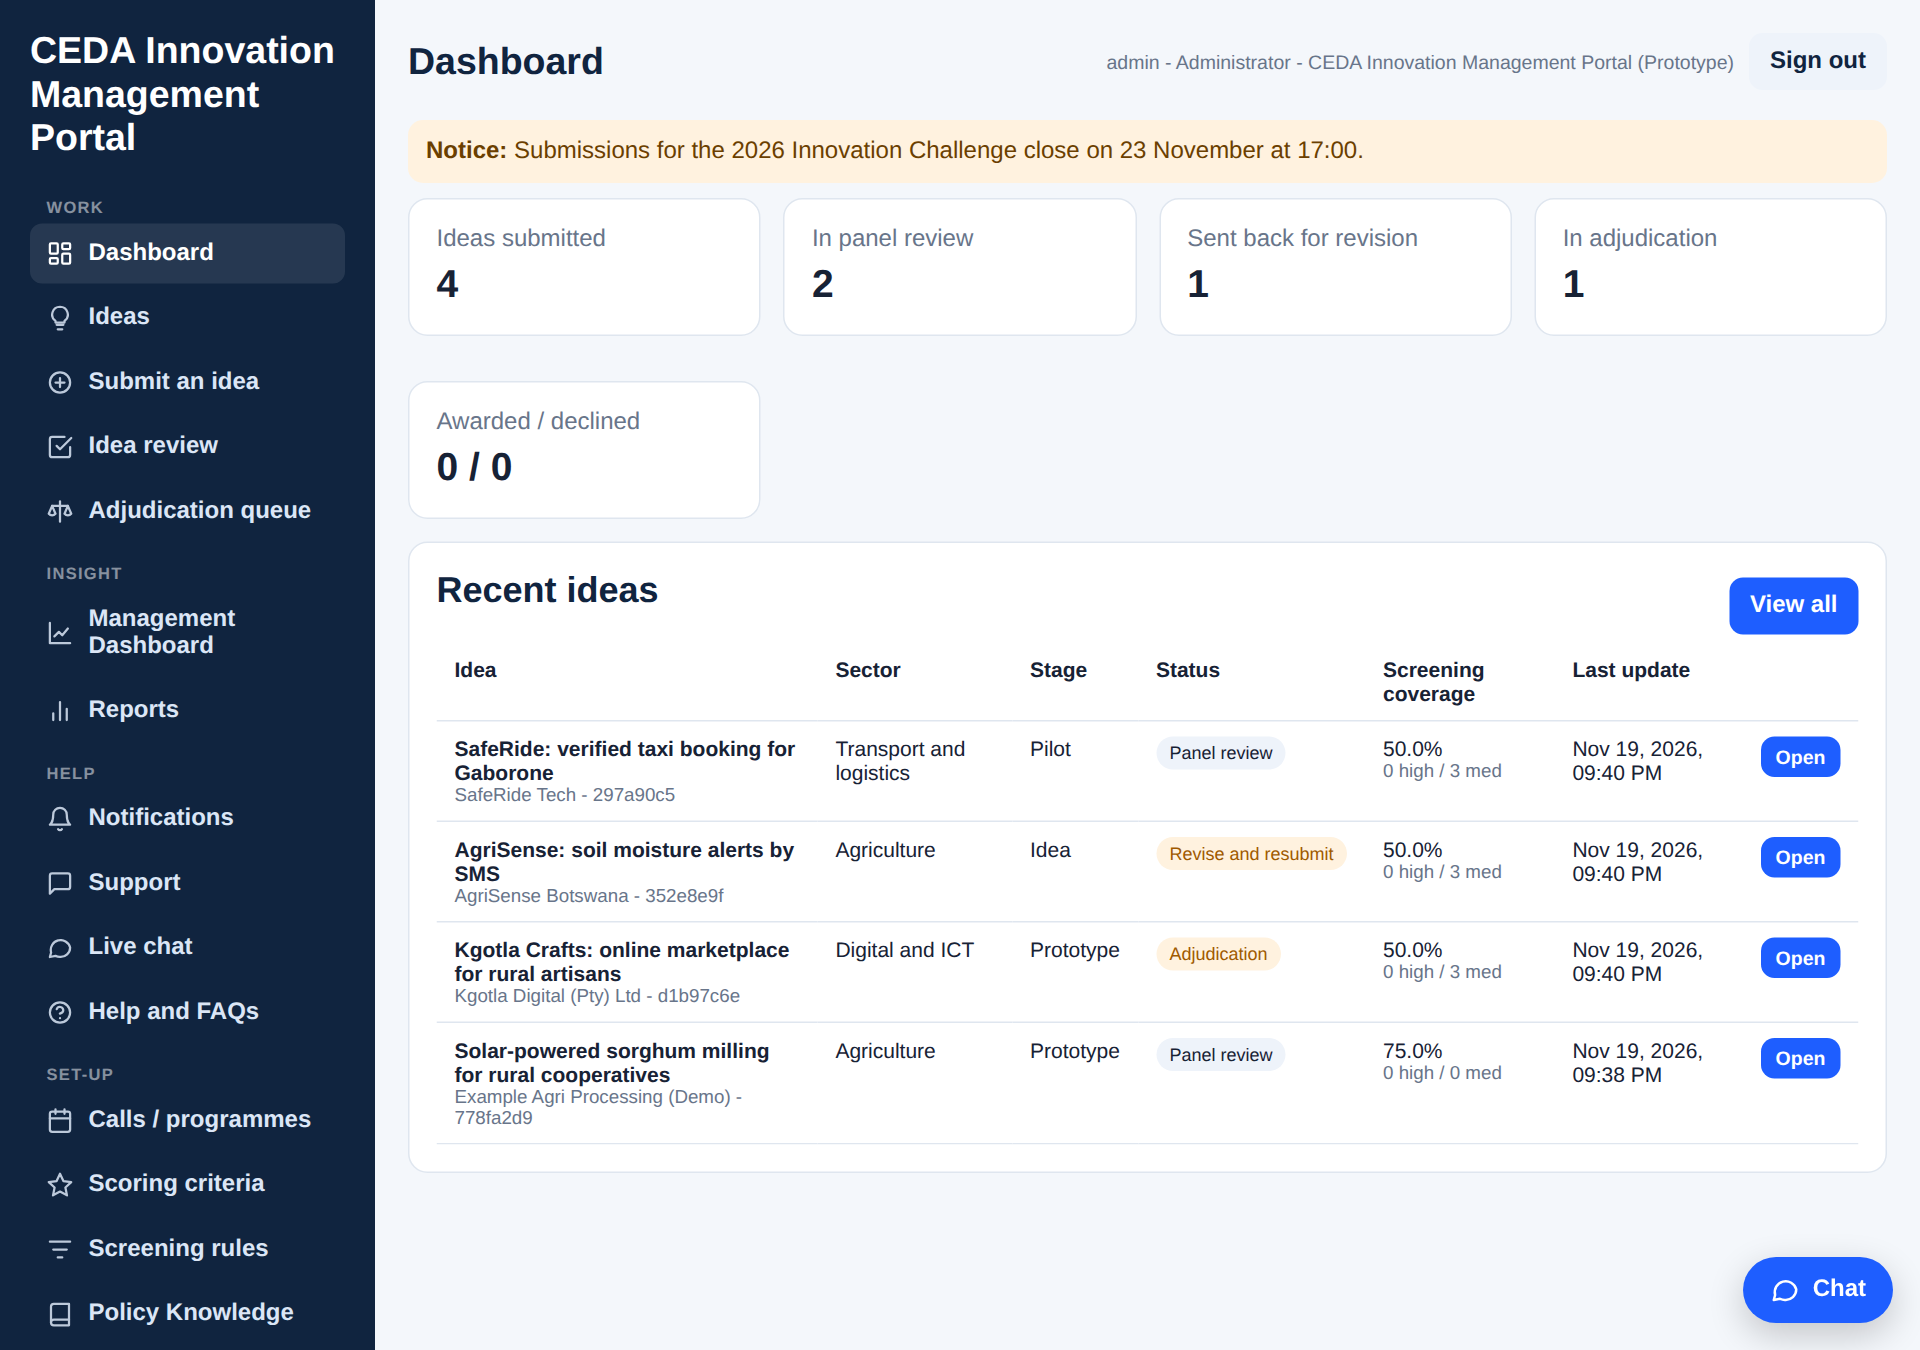 CEDA Innovation
Management
Portal
WORK
Dashboard
Ideas
Submit an idea
Idea review
Adjudication queue
INSIGHT
Management
Dashboard
Reports
HELP
Notifications
Support
Live chat
Help and FAQs
SET-UP
Calls / programmes
Scoring criteria
Screening rules
Policy Knowledge
Dashboard
admin - Administrator - CEDA Innovation Management Portal (Prototype)
Sign out
Notice: Submissions for the 2026 Innovation Challenge close on 23 November at 17:00.
Ideas submitted
4
In panel review
2
Sent back for revision
1
In adjudication
1
Awarded / declined
0 / 0
Recent ideas
View all
Idea Sector Stage Status Screening coverage Last update
SafeRide: verified taxi booking for Gaborone
SafeRide Tech - 297a90c5
Transport and logistics
Pilot
Panel review
50.0%
0 high / 3 med
Nov 19, 2026, 09:40 PM
Open
AgriSense: soil moisture alerts by SMS
AgriSense Botswana - 352e8e9f
Agriculture
Idea
Revise and resubmit
50.0%
0 high / 3 med
Nov 19, 2026, 09:40 PM
Open
Kgotla Crafts: online marketplace for rural artisans
Kgotla Digital (Pty) Ltd - d1b97c6e
Digital and ICT
Prototype
Adjudication
50.0%
0 high / 3 med
Nov 19, 2026, 09:40 PM
Open
Solar-powered sorghum milling for rural cooperatives
Example Agri Processing (Demo) - 778fa2d9
Agriculture
Prototype
Panel review
75.0%
0 high / 0 med
Nov 19, 2026, 09:38 PM
Open
Chat